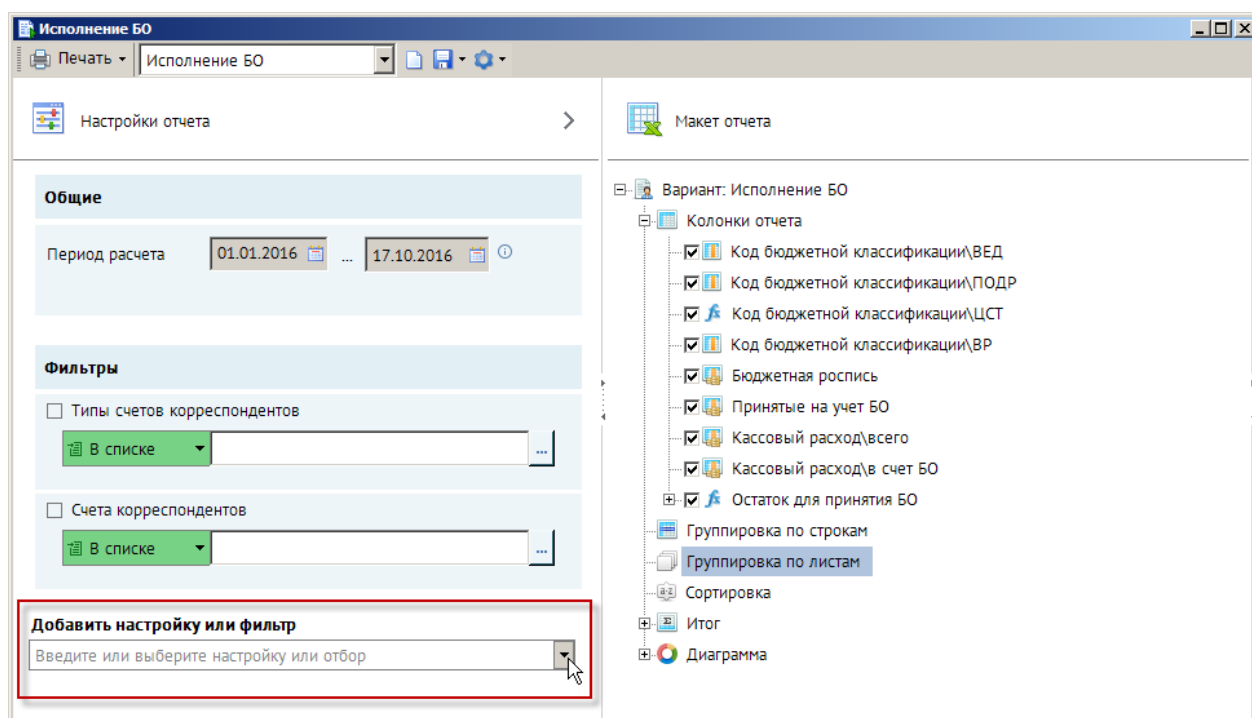 Исполнение БО
Печать Исполнение БО
Настройки отчета
Общие
Период расчета 01.01.2016 ... 17.10.2016
Фильтры
Типы счетов корреспондентов
В списке ...
Счета корреспондентов
В списке ...
Добавить настройку или фильтр
Введите или выберите настройку или отбор
Макет отчета
Вариант: Исполнение БО
Колонки отчета
Код бюджетной классификации\ВЕД
Код бюджетной классификации\ПОДР
Код бюджетной классификации\ЦСТ
Код бюджетной классификации\ВР
Бюджетная роспись
Принятые на учет БО
Кассовый расход\всего
Кассовый расход\в счет БО
Остаток для принятия БО
Группировка по строкам
Группировка по листам
Сортировка
Итог
Диаграмма